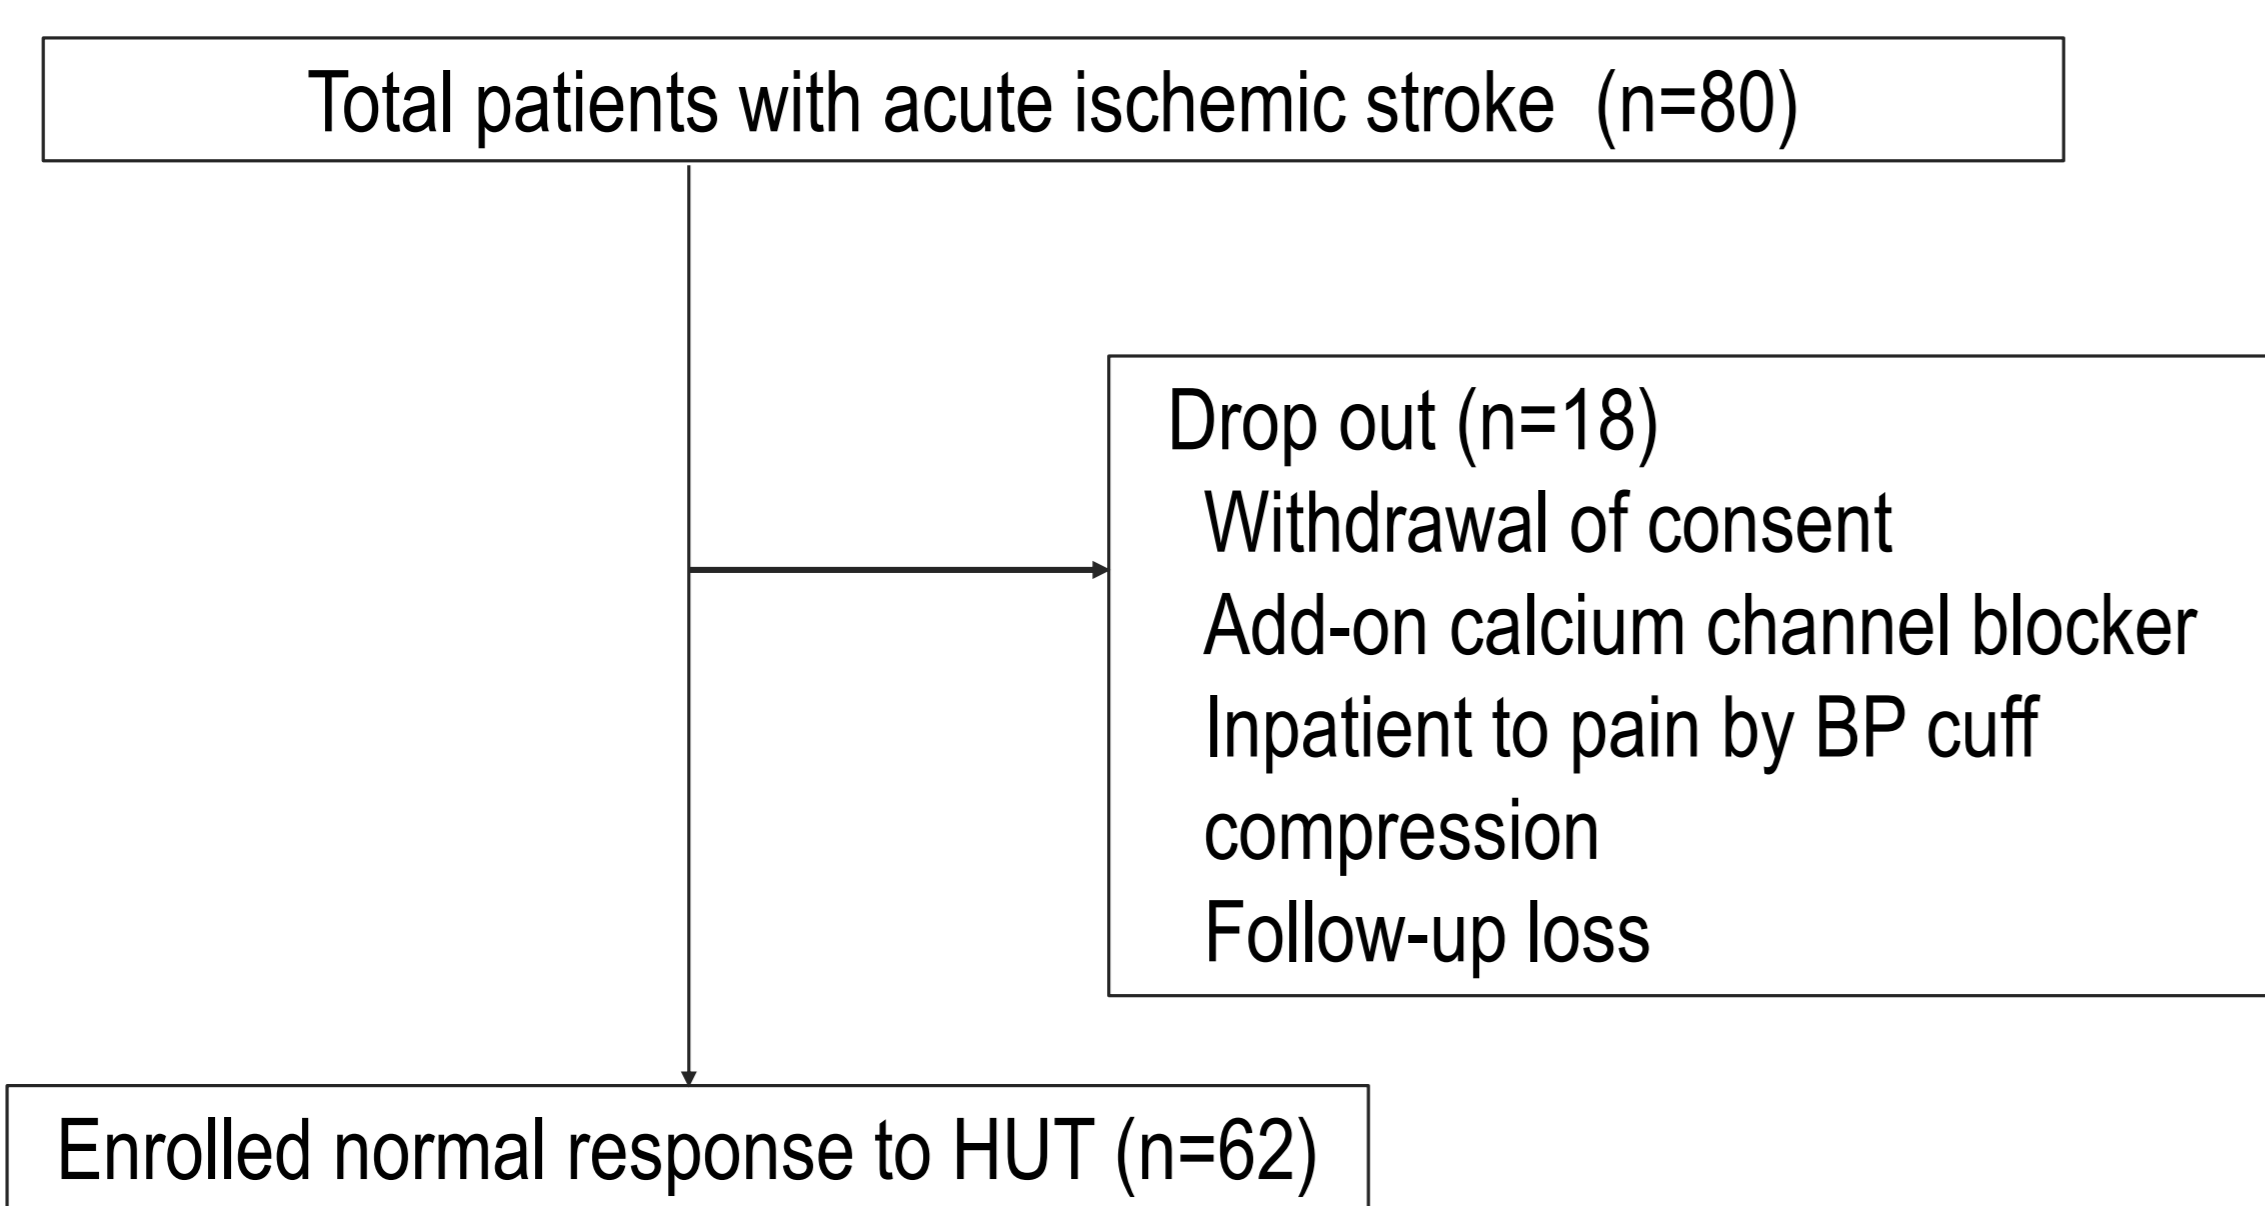 Total patients with acute ischemic stroke (n=80)
Drop out (n=18)
Withdrawal of consent
Add-on calcium channel blocker
Inpatient to pain by BP cuff
compression
Follow-up loss
Enrolled normal response to HUT (n=62)